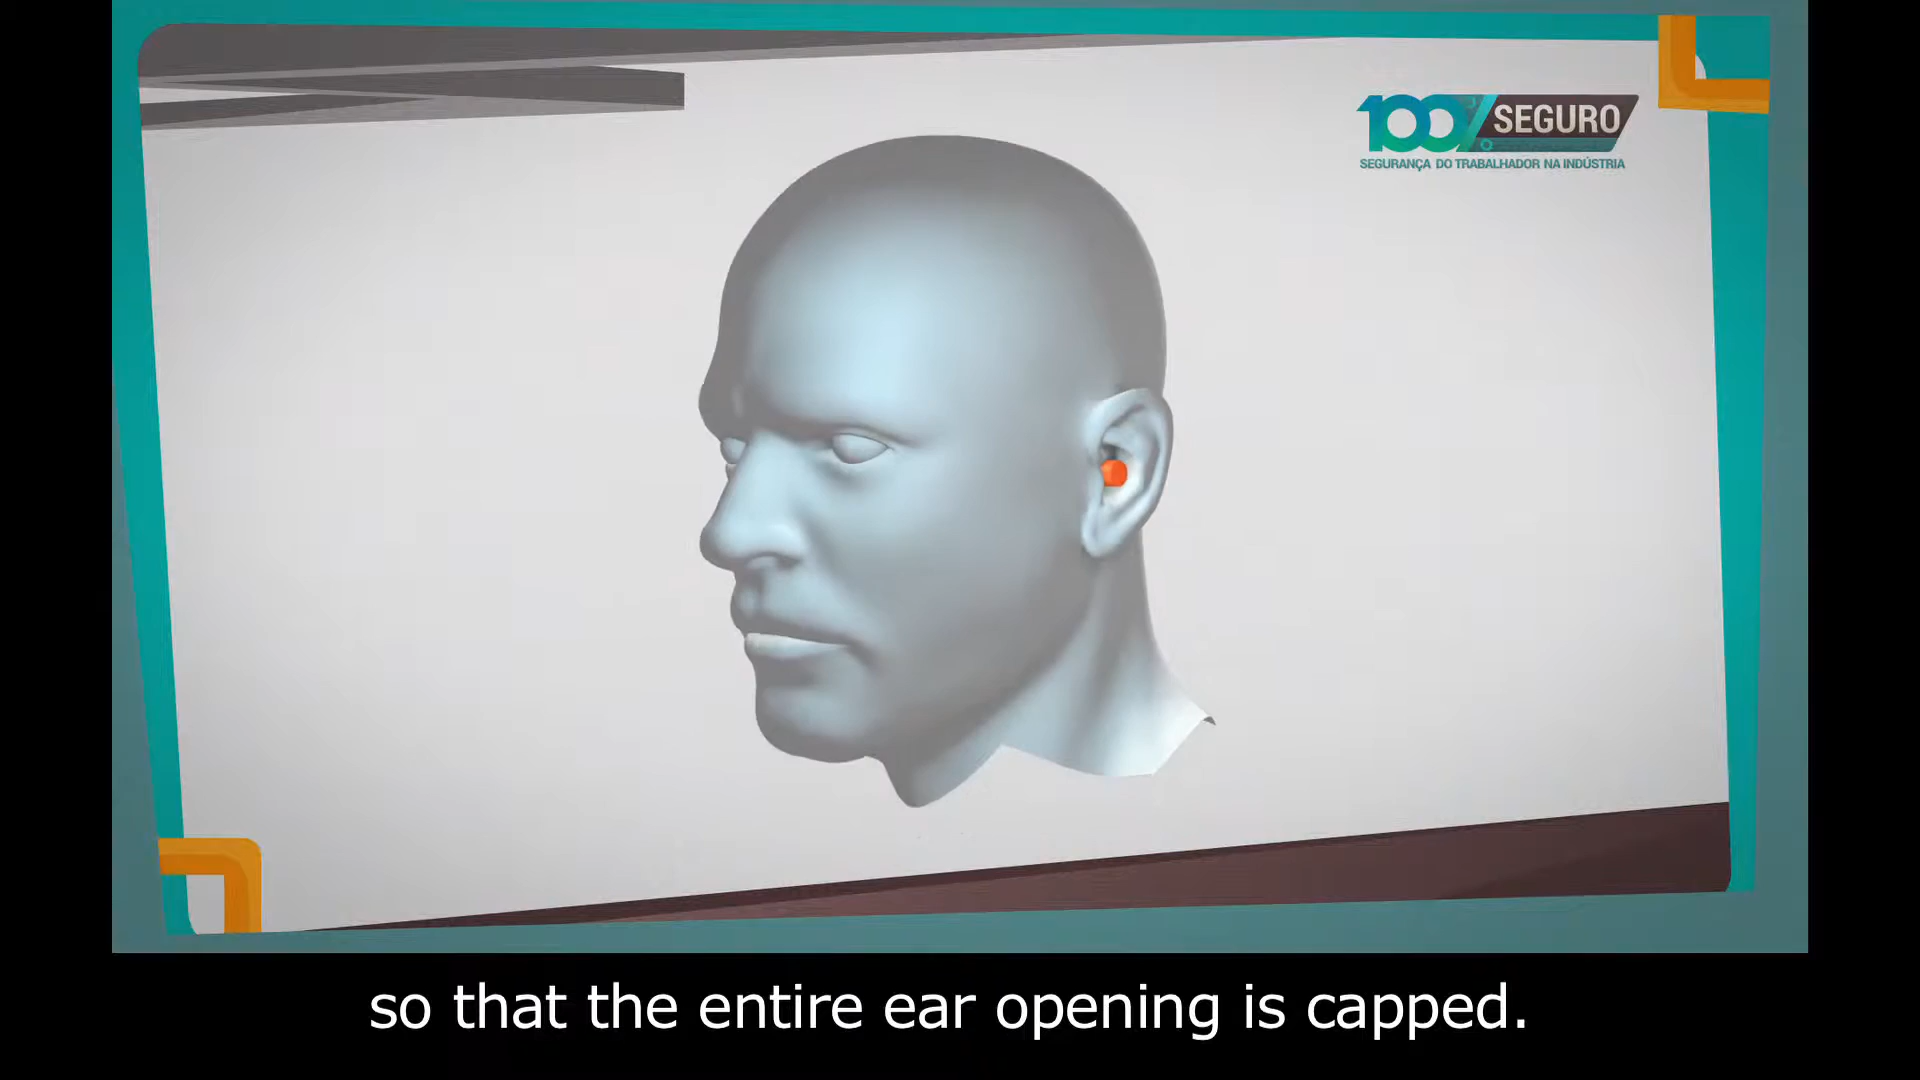 100% SEGURO
SEGURANÇA DO TRABALHADOR NA INDÚSTRIA
so that the entire ear opening is capped.